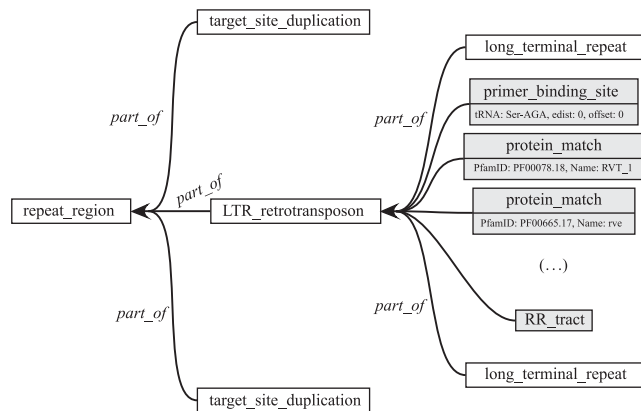 target_site_duplication
long_terminal_repeat
primer_binding_site
tRNA: Ser-AGA, edist: 0, offset: 0
part_of
part_of
protein_match
PfamID: PF00078.18, Name: RVT_1
part_of
protein_match
PfamID: PF00665.17, Name: rve
repeat_region
LTR_retrotransposon
(…)
part_of
part_of
RR_tract
long_terminal_repeat
target_site_duplication